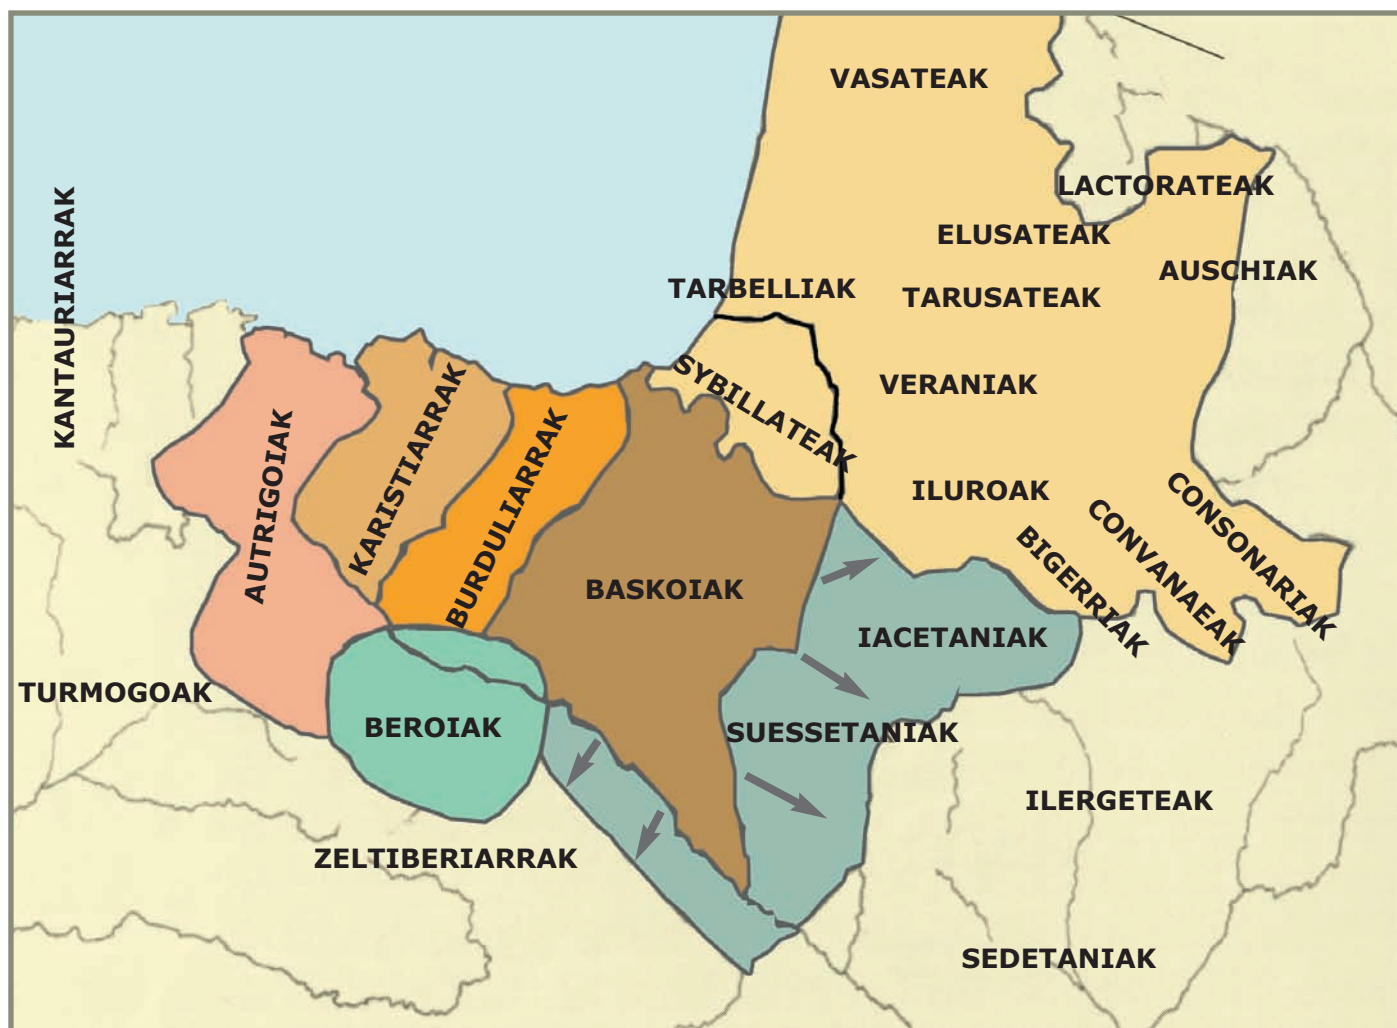 VASATEAK
LACTORATEAK
ELUSATEAK
AUSCHIAK
TARBELLIAK
TARUSATEAK
KANTAURIARRAK
SYBILLATEAK
VERANIAK
AUTRIGOIAK
KARISTIARRAK
BURDULIARRAK
ILUROAK
CONSONARIAK
CONVANAEAK
BIGERRIAK
BASKOIAK
IACETANIAK
TURMOGOAK
BEROIAK
SUESSETANIAK
ILERGETEAK
ZELTIBERIARRAK
SEDETANIAK